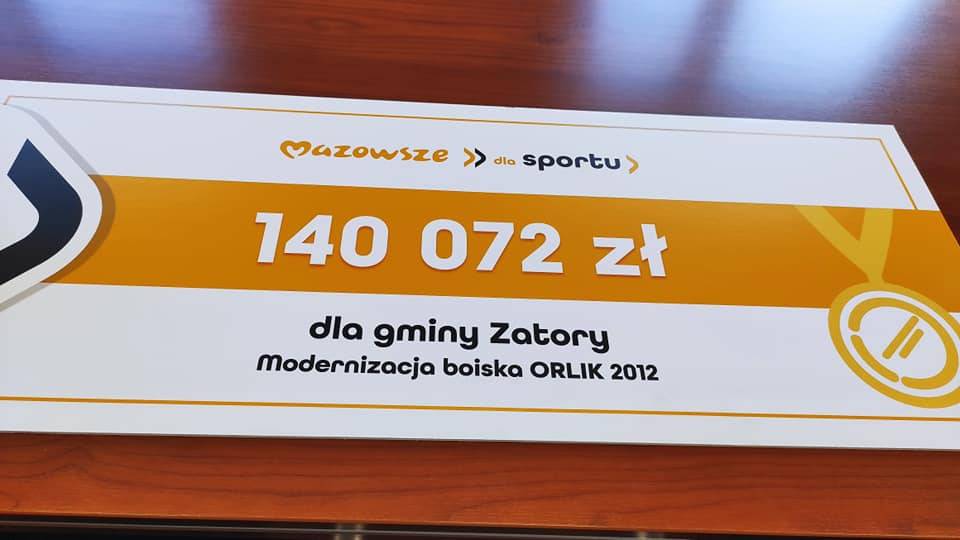 mazowsze dla sportu
140 072 zł
dla gminy Zatory
Modernizacja boiska ORLIK 2012